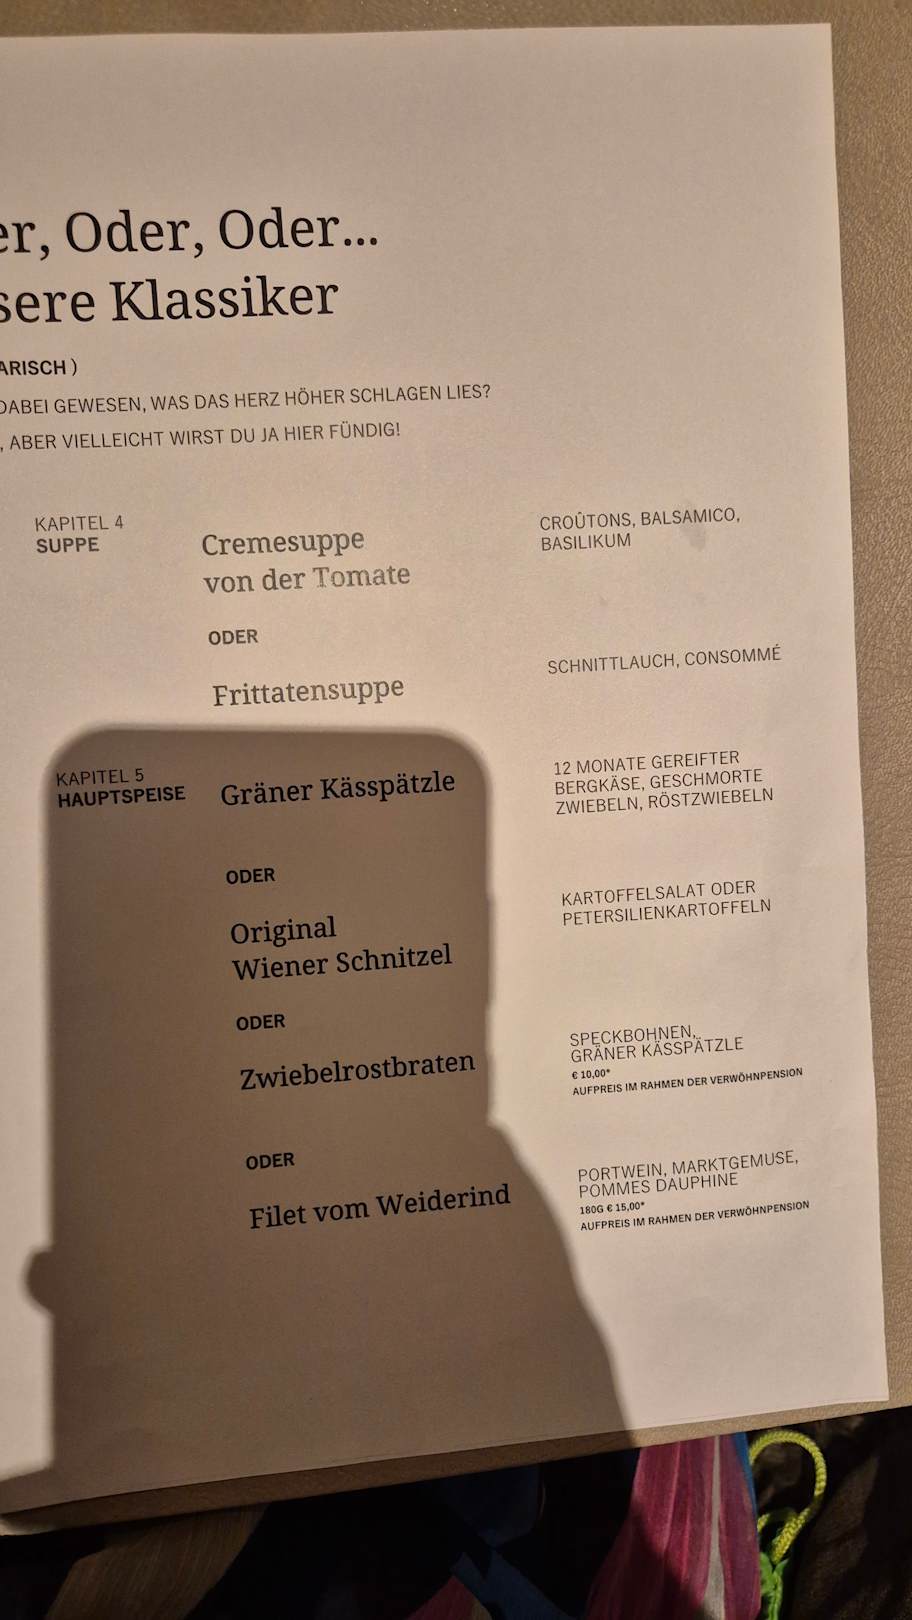 er, Oder, Oder...
sere Klassiker
ARISCH )
DABEI GEWESEN, WAS DAS HERZ HÖHER SCHLAGEN LIES?
, ABER VIELLEICHT WIRST DU JA HIER FÜNDIG!
KAPITEL 4
SUPPE
Cremesuppe
von der Tomate
CROÛTONS, BALSAMICO,
BASILIKUM
ODER
Frittatensuppe
SCHNITTLAUCH, CONSOMMÉ
KAPITEL 5
HAUPTSPEISE
Gräner Kässpätzle
12 MONATE GEREIFTER
BERGKÄSE, GESCHMORTE
ZWIEBELN, RÖSTZWIEBELN
ODER
Original
Wiener Schnitzel
KARTOFFELSALAT ODER
PETERSILIENKARTOFFELN
ODER
Zwiebelrostbraten
SPECKBOHNEN,
GRÄNER KÄSSPÄTZLE
€ 10,00*
AUFPREIS IM RAHMEN DER VERWÖHNPENSION
ODER
Filet vom Weiderind
PORTWEIN, MARKTGEMUSE,
POMMES DAUPHINE
180G € 15,00*
AUFPREIS IM RAHMEN DER VERWÖHNPENSION